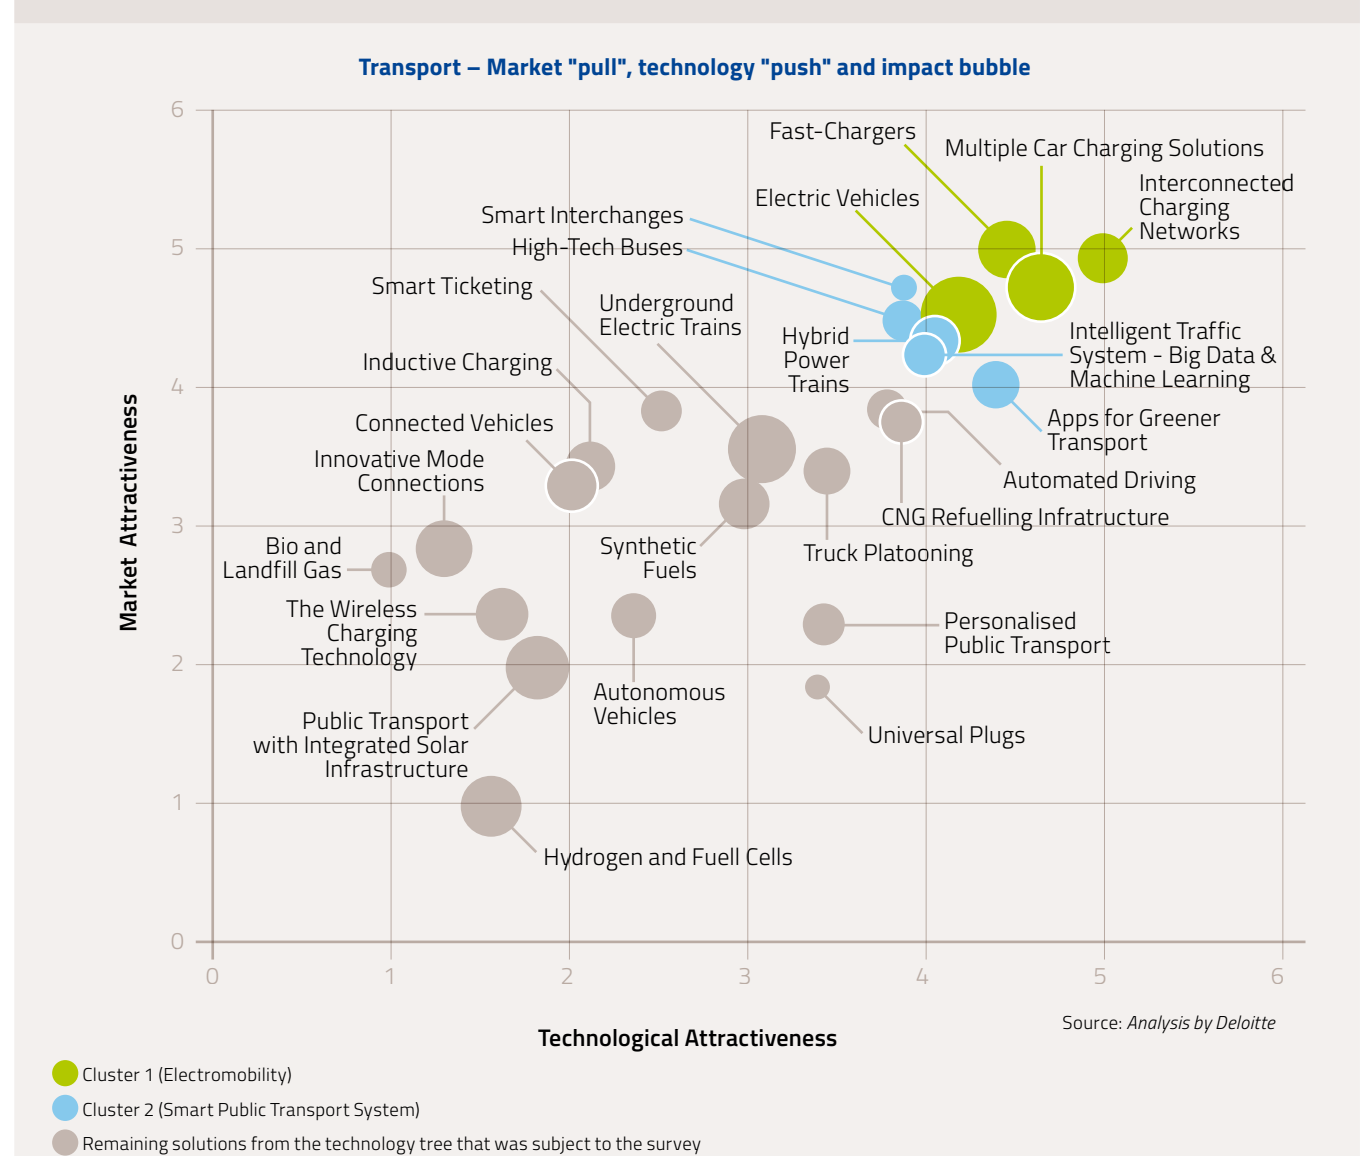 Transport – Market "pull", technology "push" and impact bubble
6
5
4
3
2
1
0
0
1
2
3
4
5
6
Market Attractiveness
Technological Attractiveness
Fast-Chargers
Multiple Car Charging Solutions
Interconnected
Charging
Networks
Electric Vehicles
Smart Interchanges
High-Tech Buses
Smart Ticketing
Underground
Electric Trains
Hybrid
Power
Trains
Intelligent Traffic
System - Big Data &
Machine Learning
Inductive Charging
Apps for Greener
Transport
Connected Vehicles
Innovative Mode
Connections
Automated Driving
CNG Refuelling Infratructure
Bio and
Landfill Gas
Synthetic
Fuels
Truck Platooning
The Wireless
Charging
Technology
Personalised
Public Transport
Autonomous
Vehicles
Public Transport
with Integrated Solar
Infrastructure
Universal Plugs
Hydrogen and Fuell Cells
Source: Analysis by Deloitte
Cluster 1 (Electromobility)
Cluster 2 (Smart Public Transport System)
Remaining solutions from the technology tree that was subject to the survey